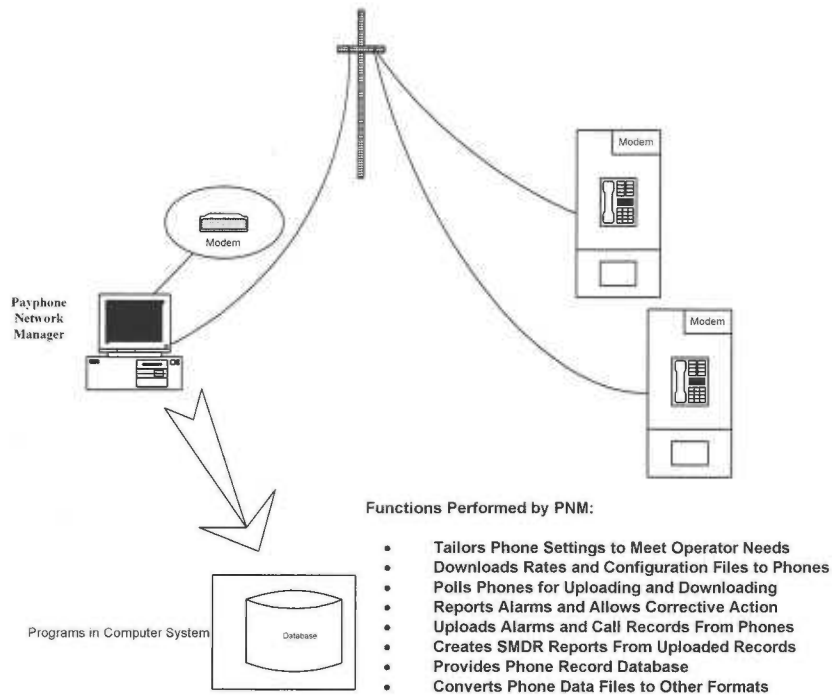 Modem
Modem
Payphone
Network
Manager
Modem
Functions Performed by PNM:
• Tailors Phone Settings to Meet Operator Needs
• Downloads Rates and Configuration Files to Phones
• Polls Phones for Uploading and Downloading
• Reports Alarms and Allows Corrective Action
• Uploads Alarms and Call Records From Phones
• Creates SMDR Reports From Uploaded Records
• Provides Phone Record Database
• Converts Phone Data Files to Other Formats
Programs in Computer System
Database